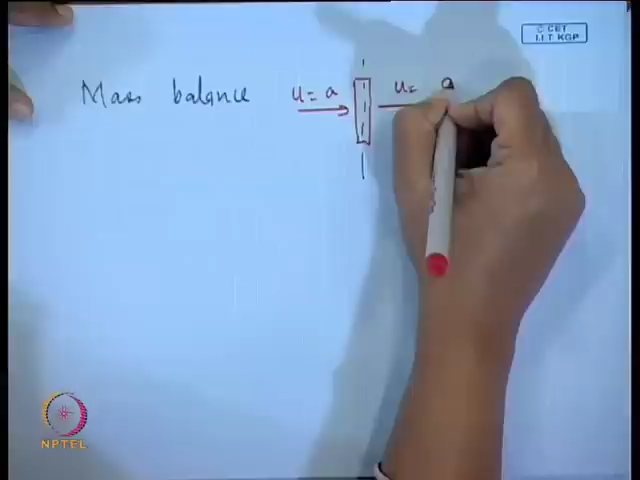 Mass balance u = a u = a
© CET
I.I.T. KGP
NPTEL